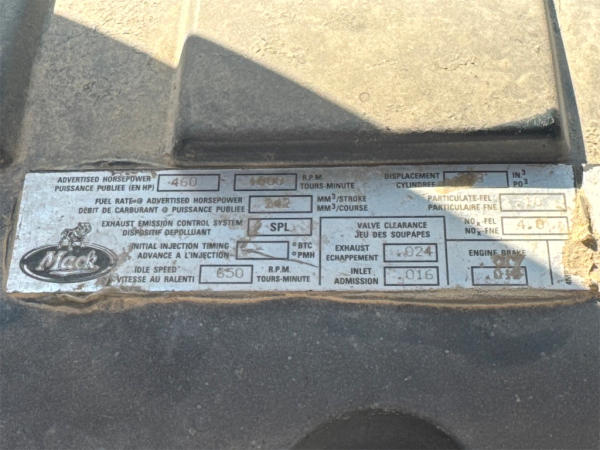 ADVERTISED HORSEPOWER 460 R.P.M. DISPLACEMENT IN³
PUISSANCE PUBLIEE (EN HP) TOURS-MINUTE CYLINDREE PO³
FUEL RATE @ ADVERTISED HORSEPOWER 242 MM³/STROKE PARTICULATE-FEL
DÉBIT DE CARBURANT @ PUISSANCE PUBLIEE MM³/COURSE PARTICULAIRE FNE
EXHAUST EMISSION CONTROL SYSTEM SPL VALVE CLEARANCE NOₓ-FEL 4.0
DISPOSITIF DÉPOLLUANT JEU DES SOUPAPES NOₓ-FNE
Mack
INITIAL INJECTION TIMING °BTC EXHAUST .024 ENGINE BRAKE
ADVANCE A L'INJECTION °PMH ECHAPPEMENT
IDLE SPEED 650 R.P.M. INLET .016
VITESSE AU RALENTI TOURS-MINUTE ADMISSION